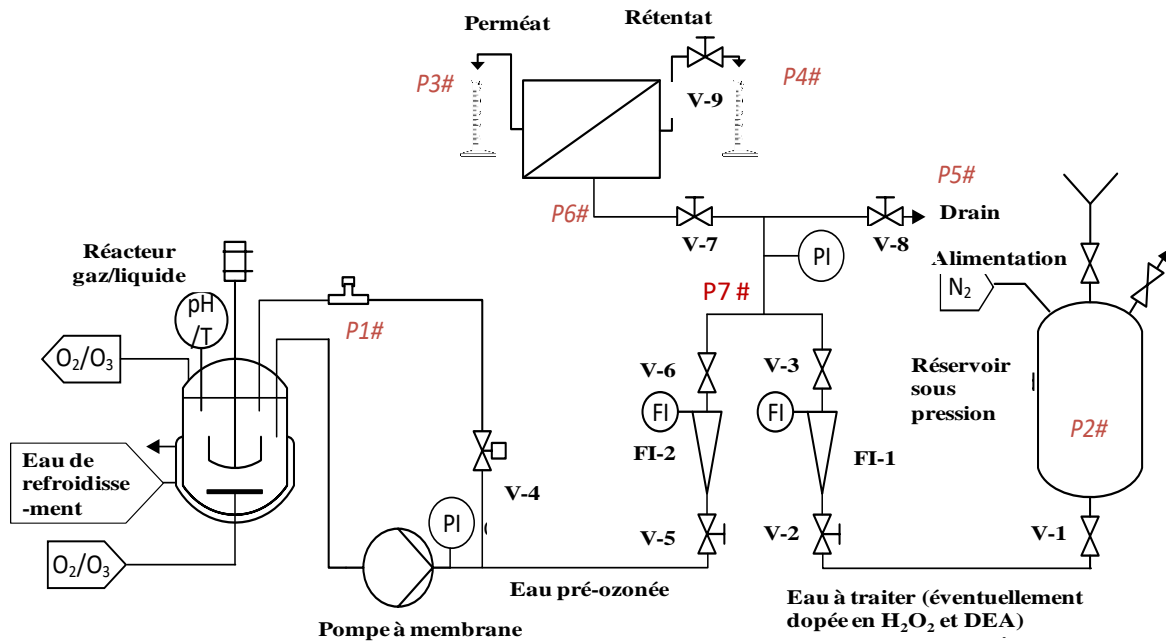 Perméat
Rétentat
P3#
P4#
V-9
P5#
P6#
Drain
V-7
V-8
Réacteur
gaz/liquide
PI
Alimentation
N₂
P7 #
pH
/T
P1#
O₂/O₃
V-6
V-3
Réservoir
sous
pression
FI
FI
P2#
FI-2
FI-1
Eau de
refroidisse
-ment
V-4
PI
V-5
V-2
V-1
O₂/O₃
Eau pré-ozonée
Eau à traiter (éventuellement
dopée en H₂O₂ et DEA)
Pompe à membrane